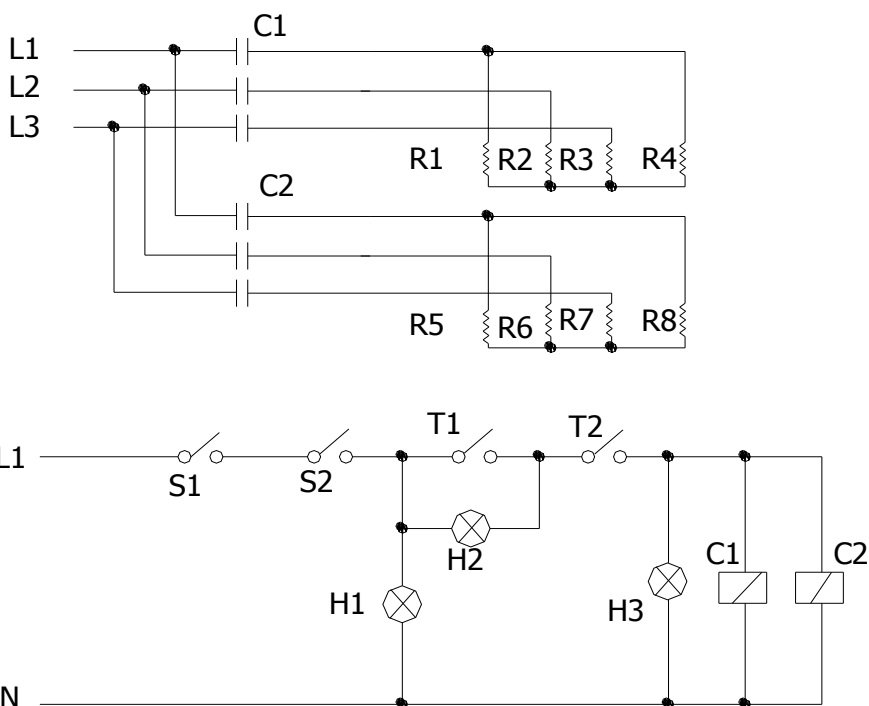 C1
L1
L2
L3
R1 R2 R3 R4
C2
R5 R6 R7 R8
L1 S1 S2 T1 T2
H2 C1 C2
H1 H3
N